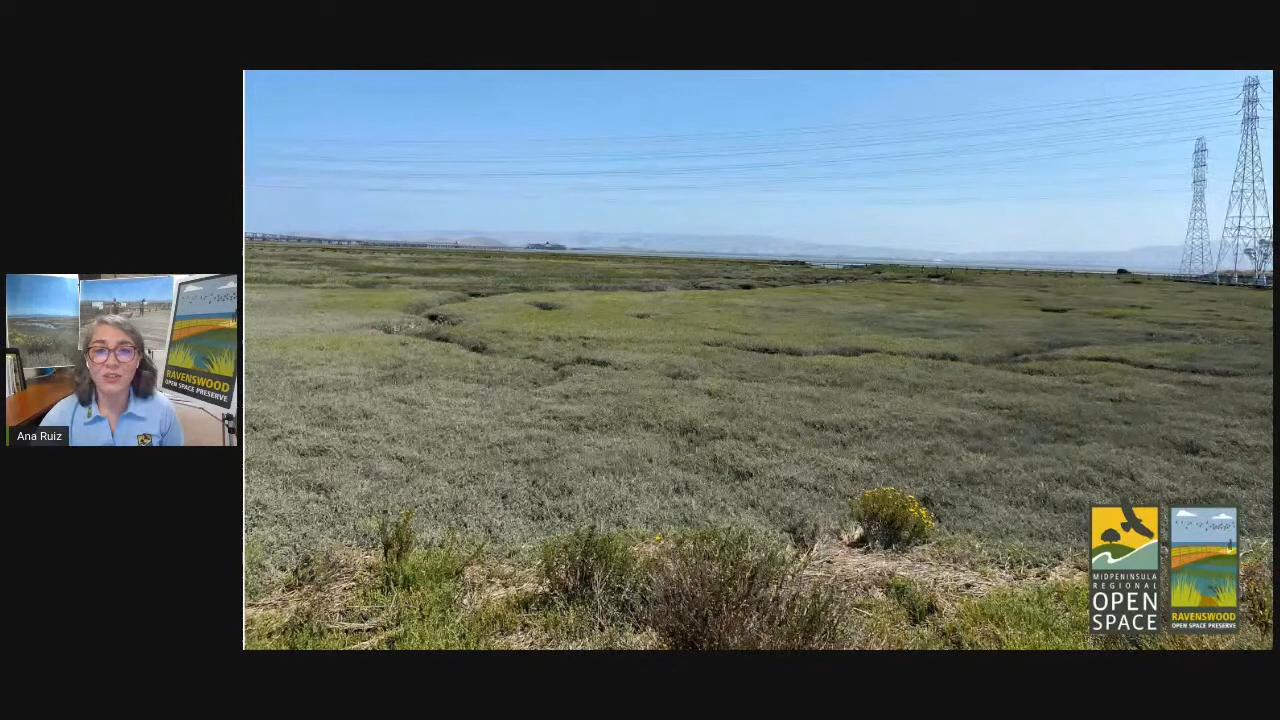 RAVENSWOOD
OPEN SPACE PRESERVE
Ana Ruiz
MIDPENINSULA
REGIONAL
OPEN
SPACE
RAVENSWOOD
OPEN SPACE PRESERVE